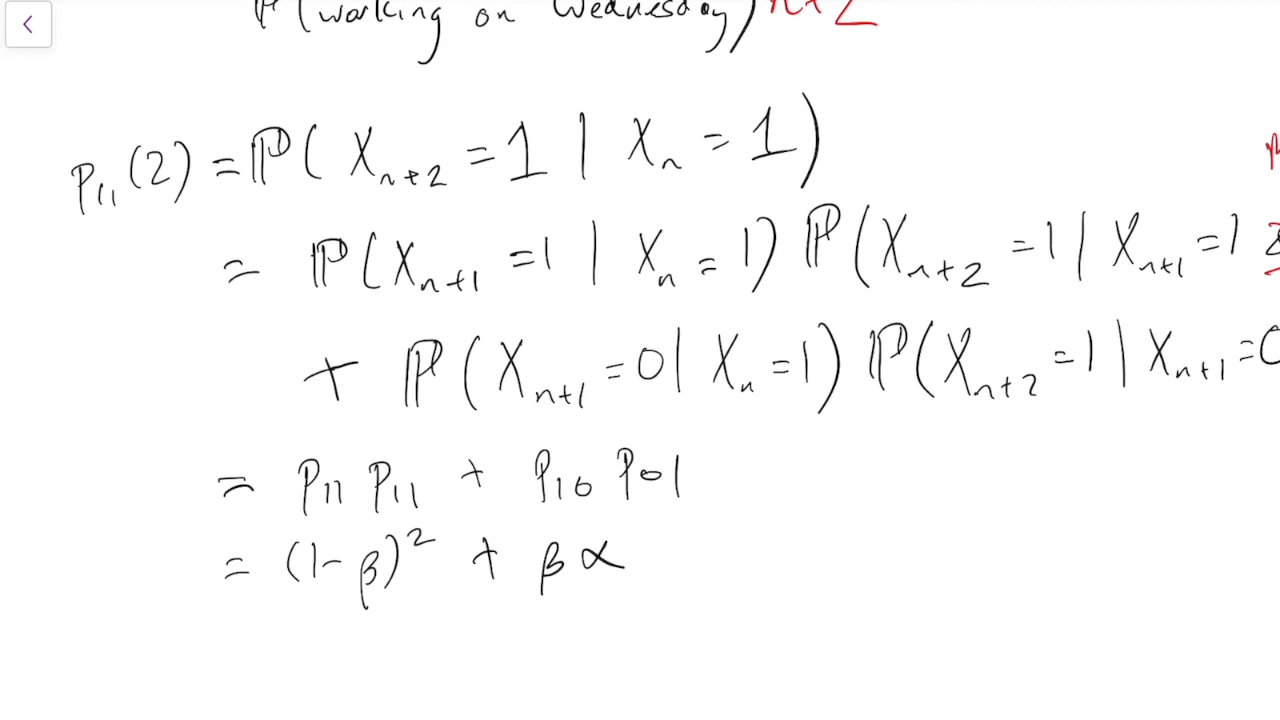 ℙ(working on Wednesday) n+2
p₁₁(2) = ℙ( Xₙ₊₂ = 1 | Xₙ = 1)
= ℙ(Xₙ₊₁ = 1 | Xₙ = 1) ℙ(Xₙ₊₂ = 1 | Xₙ₊₁ = 1
+ ℙ(Xₙ₊₁ = 0 | Xₙ = 1) ℙ(Xₙ₊₂ = 1 | Xₙ₊₁ = 0
= p₁₁ p₁₁ + p₁₀ p₀₁
= (1-β)² + βα